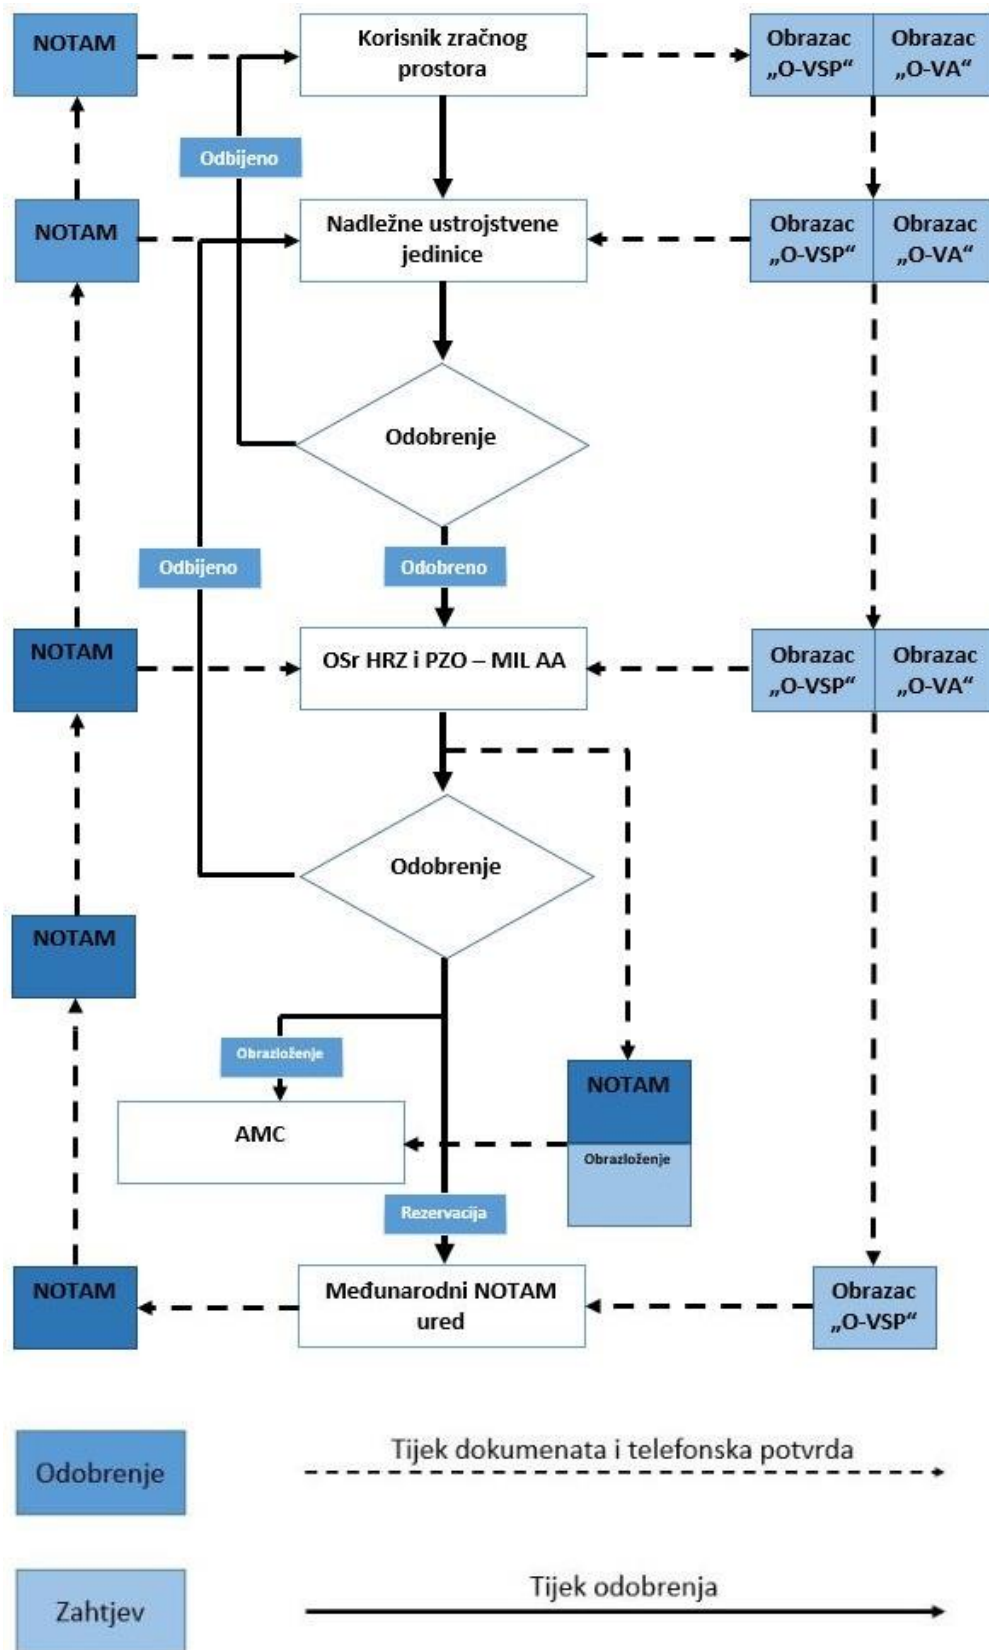 NOTAM
Korisnik zračnog
prostora
Obrazac
„O-VSP“
Obrazac
„O-VA“
Odbijeno
NOTAM
Nadležne ustrojstvene
jedinice
Obrazac
„O-VSP“
Obrazac
„O-VA“
Odobrenje
Odbijeno
Odobreno
NOTAM
OSr HRZ i PZO – MIL AA
Obrazac
„O-VSP“
Obrazac
„O-VA“
Odobrenje
NOTAM
Obrazloženje
NOTAM
AMC
Obrazloženje
Rezervacija
NOTAM
Međunarodni NOTAM
ured
Obrazac
„O-VSP“
Odobrenje
Tijek dokumenata i telefonska potvrda
Zahtjev
Tijek odobrenja